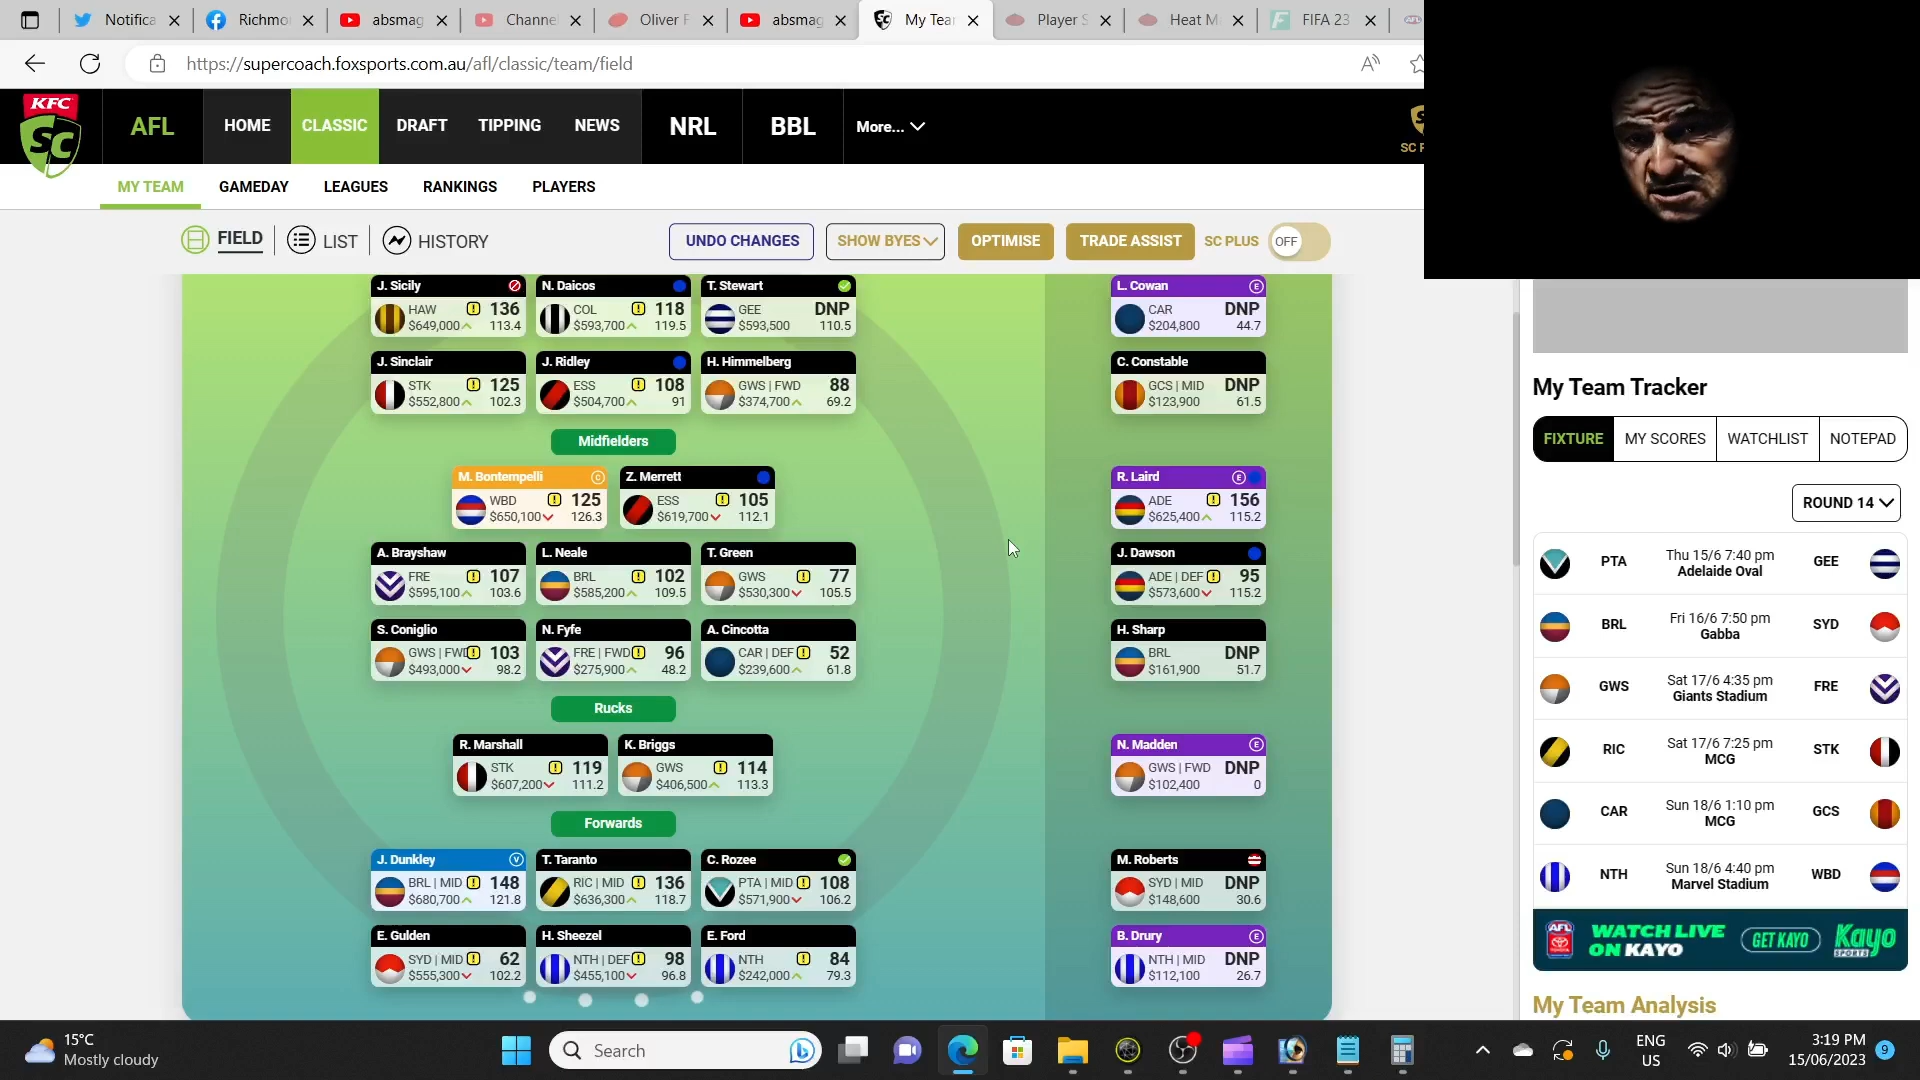 Notifica
Richmo
absmag
Channe
Oliver F
absmag
My Tea
Player S
Heat M
FIFA 23
https://supercoach.foxsports.com.au/afl/classic/team/field
KFC
SC
AFL
HOME
CLASSIC
DRAFT
TIPPING
NEWS
NRL
BBL
More...
SC P
MY TEAM
GAMEDAY
LEAGUES
RANKINGS
PLAYERS
FIELD
LIST
HISTORY
UNDO CHANGES
SHOW BYES
OPTIMISE
TRADE ASSIST
SC PLUS
OFF
J. Sicily
HAW 136
$649,000 113.4
N. Daicos
COL 118
$593,700 119.5
T. Stewart
GEE DNP
$593,500 110.5
L. Cowan E
CAR DNP
$204,800 44.7
J. Sinclair
STK 125
$552,800 102.3
J. Ridley
ESS 108
$504,700 91
H. Himmelberg
GWS | FWD 88
$374,700 69.2
C. Constable
GCS | MID DNP
$123,900 61.5
Midfielders
M. Bontempelli C
WBD 125
$650,100 126.3
Z. Merrett
ESS 105
$619,700 112.1
R. Laird E
ADE 156
$625,400 115.2
A. Brayshaw
FRE 107
$595,100 103.6
L. Neale
BRL 102
$585,200 109.5
T. Green
GWS 77
$530,300 105.5
J. Dawson
ADE | DEF 95
$573,600 115.2
S. Coniglio
GWS | FWD 103
$493,000 98.2
N. Fyfe
FRE | FWD 96
$275,900 48.2
A. Cincotta
CAR | DEF 52
$239,600 61.8
H. Sharp
BRL DNP
$161,900 51.7
Rucks
R. Marshall
STK 119
$607,200 111.2
K. Briggs
GWS 114
$406,500 113.3
N. Madden E
GWS | FWD DNP
$102,400 0
Forwards
J. Dunkley V
BRL | MID 148
$680,700 121.8
T. Taranto
RIC | MID 136
$636,300 118.7
C. Rozee
PTA | MID 108
$571,900 106.2
M. Roberts
SYD | MID DNP
$148,600 30.6
E. Gulden
SYD | MID 62
$555,300 102.2
H. Sheezel
NTH | DEF 98
$455,100 96.8
E. Ford
NTH 84
$242,000 79.3
B. Drury E
NTH | MID DNP
$112,100 26.7
My Team Tracker
FIXTURE
MY SCORES
WATCHLIST
NOTEPAD
ROUND 14
PTA Thu 15/6 7:40 pm GEE
Adelaide Oval
BRL Fri 16/6 7:50 pm SYD
Gabba
GWS Sat 17/6 4:35 pm FRE
Giants Stadium
RIC Sat 17/6 7:25 pm STK
MCG
CAR Sun 18/6 1:10 pm GCS
MCG
NTH Sun 18/6 4:40 pm WBD
Marvel Stadium
WATCH LIVE
ON KAYO
GET KAYO
Kayo
SPORTS
My Team Analysis
15°C
Mostly cloudy
Search
ENG
US
3:19 PM
15/06/2023
9